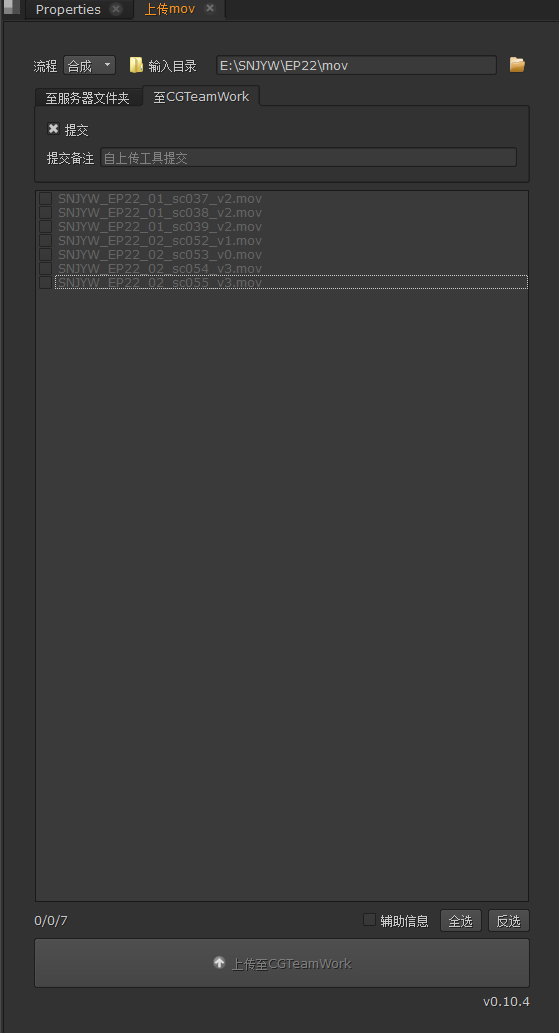 Properties 上传mov
流程 合成 输入目录 E:\SNJYW\EP22\mov
至服务器文件夹 至CGTeamWork
提交
提交备注 自上传工具提交
SNJYW_EP22_01_sc037_v2.mov
SNJYW_EP22_01_sc038_v2.mov
SNJYW_EP22_01_sc039_v2.mov
SNJYW_EP22_02_sc052_v1.mov
SNJYW_EP22_02_sc053_v0.mov
SNJYW_EP22_02_sc054_v3.mov
SNJYW_EP22_02_sc055_v3.mov
0/0/7 辅助信息 全选 反选
上传至CGTeamWork
v0.10.4